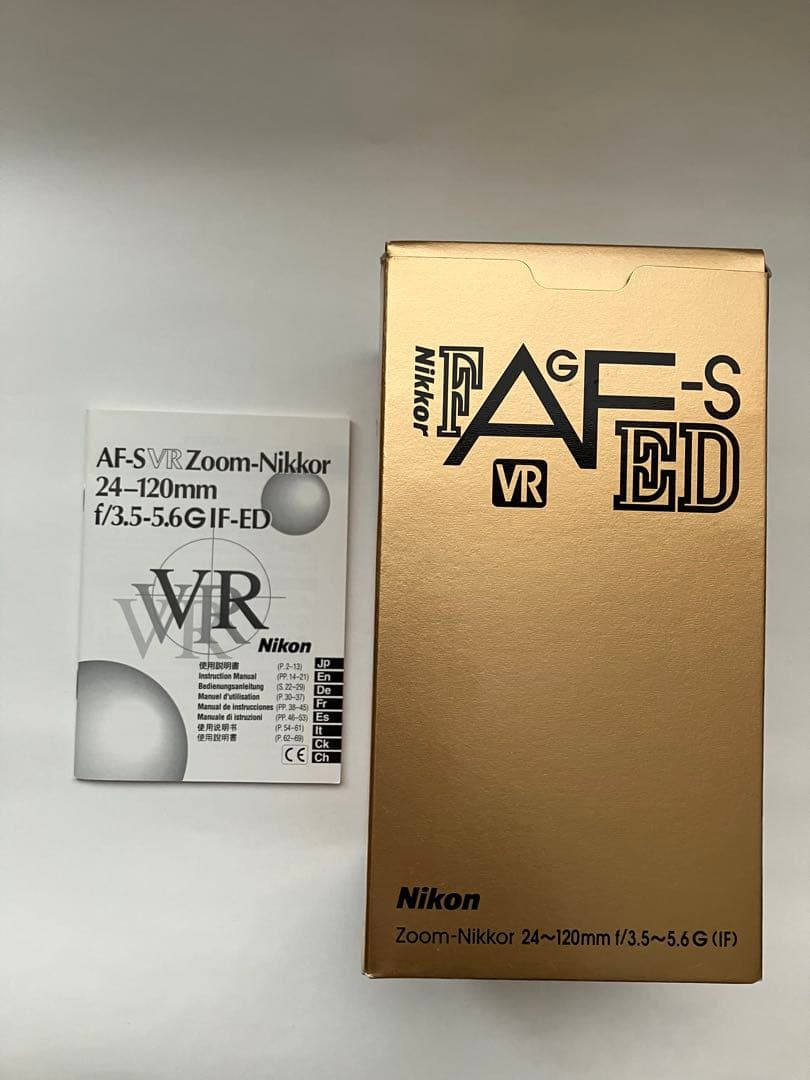 AF-S VR Zoom-Nikkor
24–120mm
f/3.5-5.6G IF-ED
VR
Nikon
使用説明書 (P. 2–13) Jp
Instruction Manual (PP. 14–21) En
Bedienungsanleitung (S. 22–29) De
Manuel d'utilisation (P. 30–37) Fr
Manual de instrucciones (PP. 38–45) Es
Manuale di istruzioni (PP. 46–53) It
使用说明书 (P. 54–61) Ck
使用說明書 (P. 62–69) Ch
CE
Nikkor
F AF-S
G
VR ED
Nikon
Zoom-Nikkor 24~120mm f/3.5~5.6 G (IF)